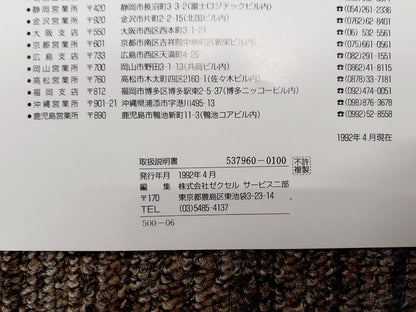 静岡営業所 〒420 静岡市長沼町3-3-2(富士ロジテックビル内) ☎(054)261-2336
金沢営業所 〒920 金沢市片町2-2-15(北国ビル内) ☎(0762)62-8401
大阪支店 〒550 大阪市西区西本町1-3-1 ☎(06) 532-5561
京都営業所 〒601 京都市南区吉祥院中島町2(新栄ビル内) ☎(075)681-0611
広島支店 〒733 広島市西区天満町4-26 ☎(082)291-6331
岡山営業所 〒700 岡山市野田3-1-13(共商ビル内) ☎(0862)41-8115
高松営業所 〒760 高松市木太町四区2160-1(佐々木ビル内) ☎(0878)33-7181
福岡支店 〒812 福岡市博多区博多駅東2-5-37(博多ニッコービル内) ☎(092)474-5051
沖縄営業所 〒901-21 沖縄県浦添市字港川495-13 ☎(098)876-3678
鹿児島営業所 〒890 鹿児島市鴨池新町11-3(鴨池コアビル内) ☎(0992)51-9755
1992年4月現在
取扱説明書 537960-0100 不許複製
発行年月 1992年4月
編集 株式会社ゼクセル サービス二部
〒170 東京都豊島区東池袋3-23-14
TEL (03)5485-4137
500-06